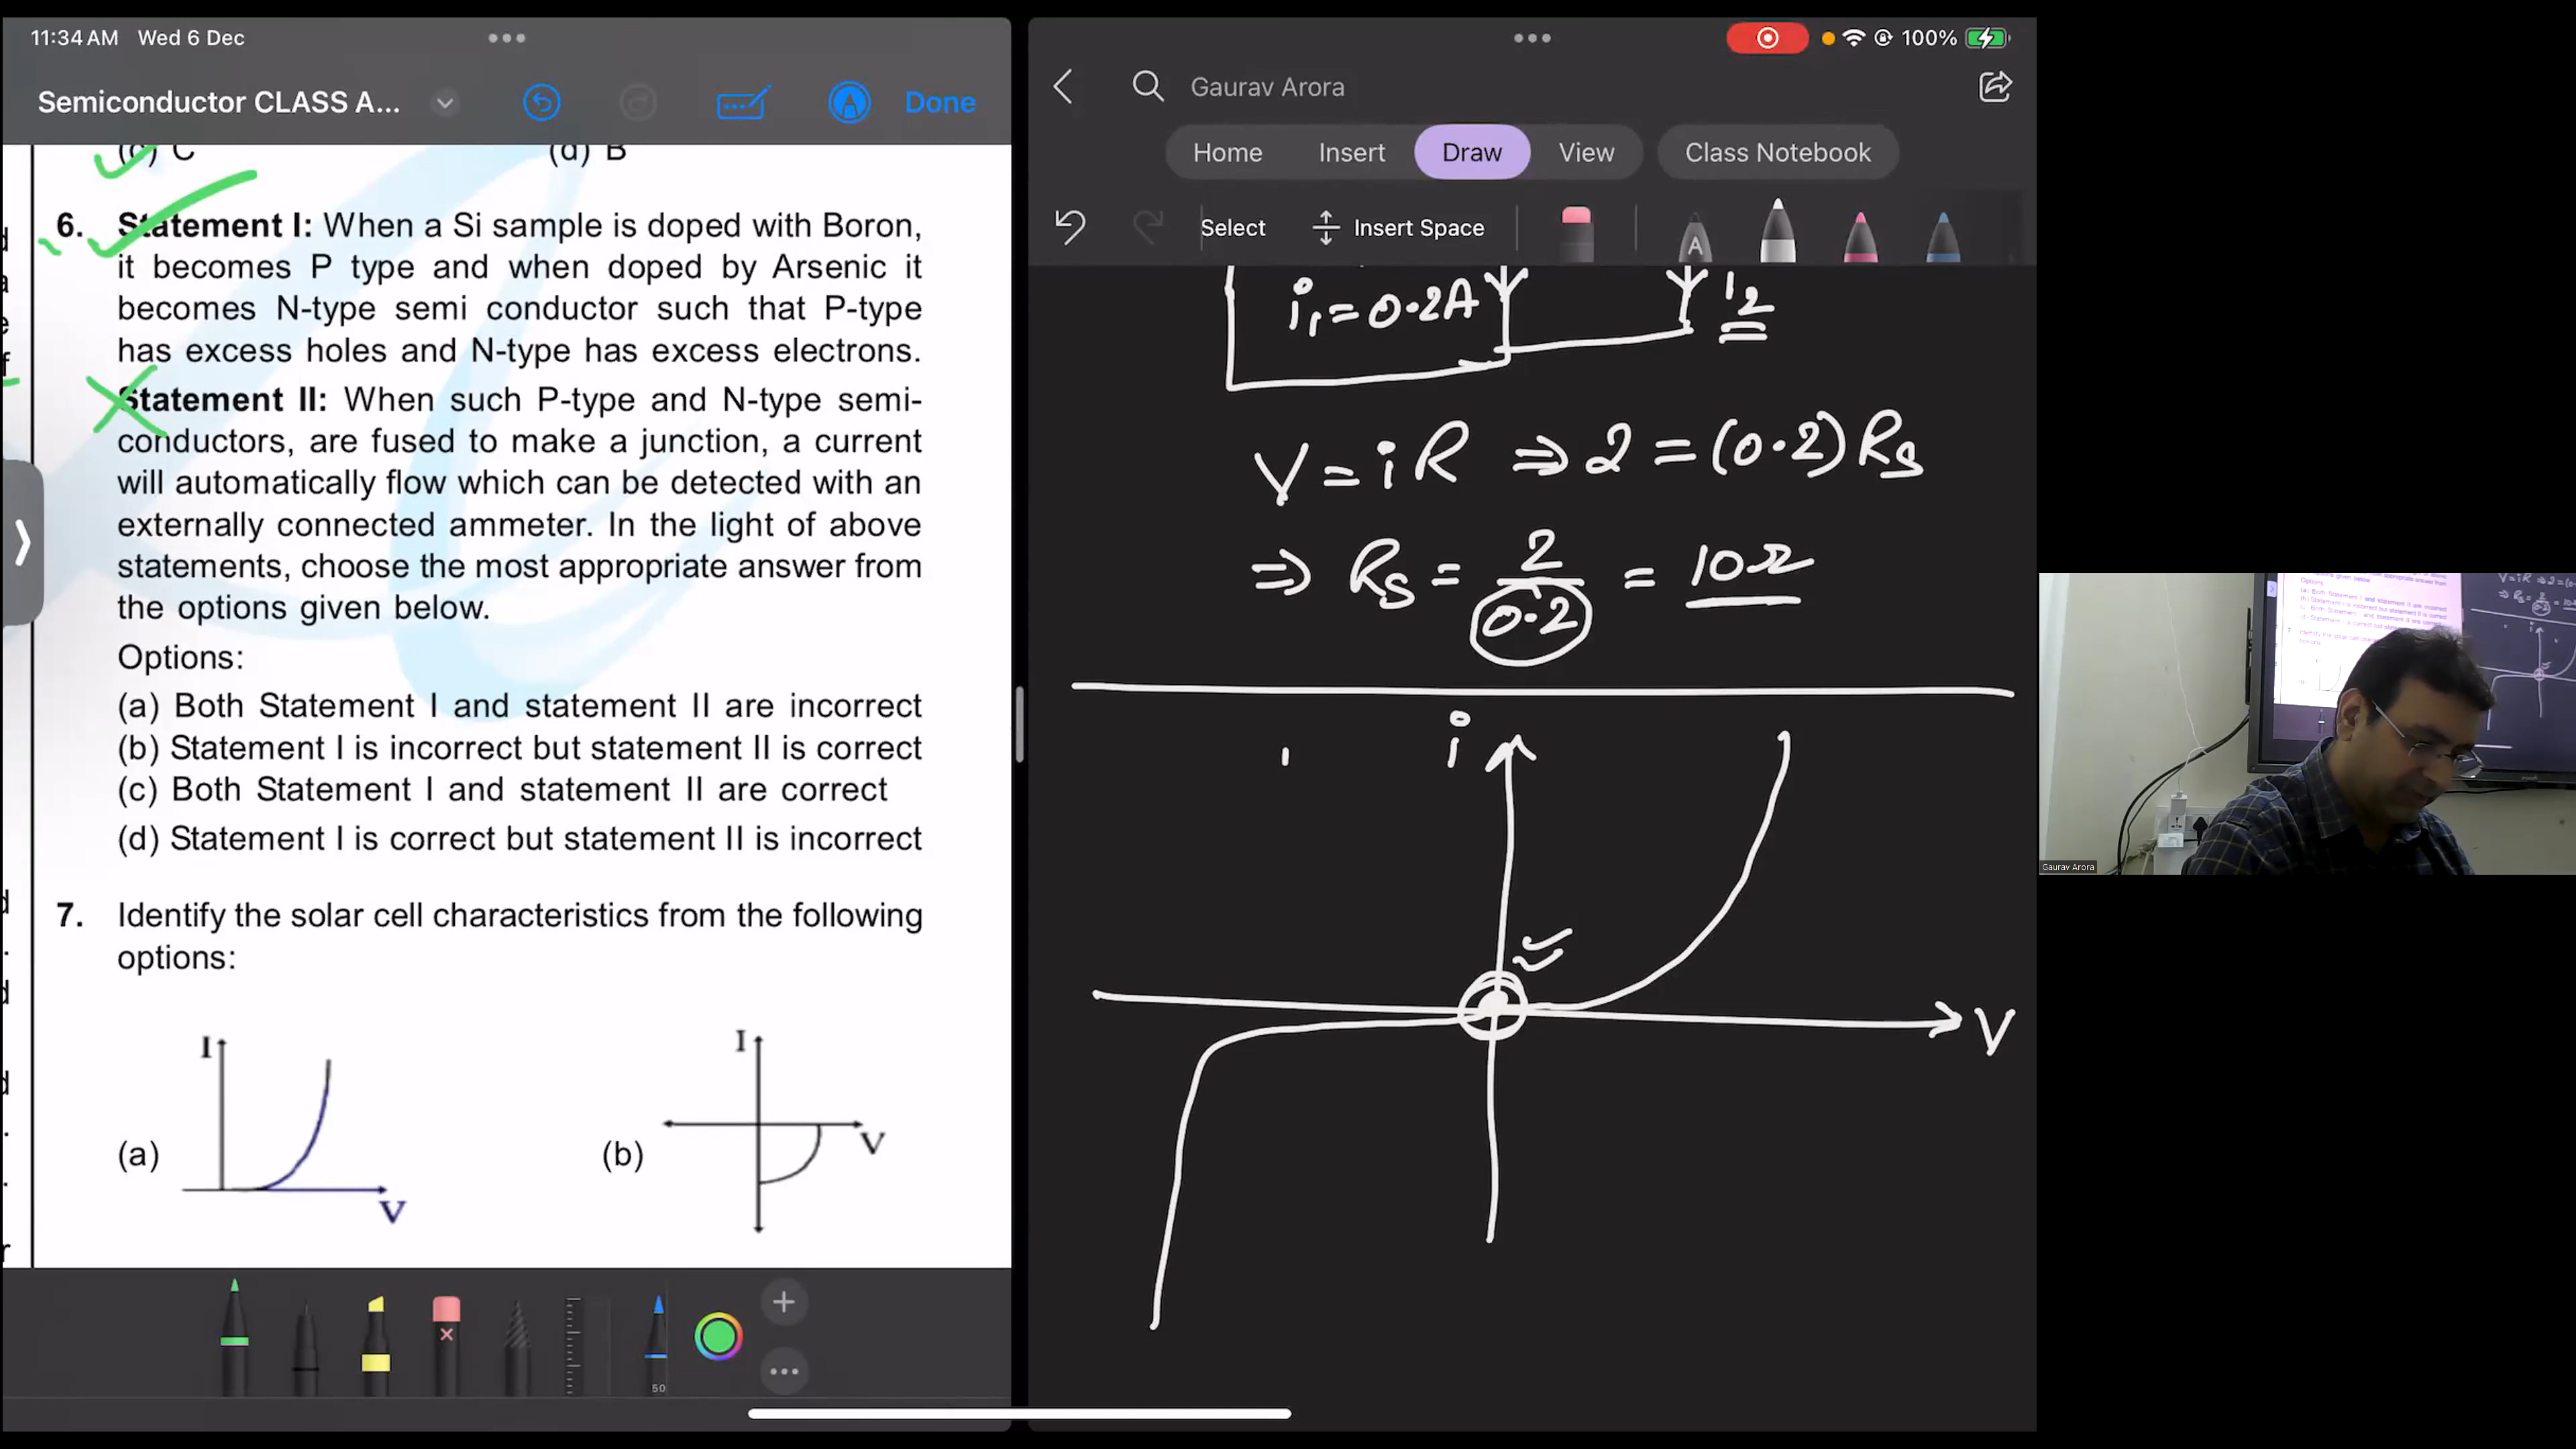 11:34 AM Wed 6 Dec
Semiconductor CLASS A...
Done
(c) C
(d) B
6. Statement I: When a Si sample is doped with Boron,
it becomes P type and when doped by Arsenic it
becomes N-type semi conductor such that P-type
has excess holes and N-type has excess electrons.
Statement II: When such P-type and N-type semi-
conductors, are fused to make a junction, a current
will automatically flow which can be detected with an
externally connected ammeter. In the light of above
statements, choose the most appropriate answer from
the options given below.
Options:
(a) Both Statement I and statement II are incorrect
(b) Statement I is incorrect but statement II is correct
(c) Both Statement I and statement II are correct
(d) Statement I is correct but statement II is incorrect
7. Identify the solar cell characteristics from the following
options:
(a)
I
V
(b)
I
V
50
100%
Gaurav Arora
Home Insert Draw View Class Notebook
Select Insert Space
A
i₁ = 0.2A
V = iR ⇒ 2 = (0.2) Rs
⇒ Rs = 2/0.2 = 10Ω
i
V
Gaurav Arora